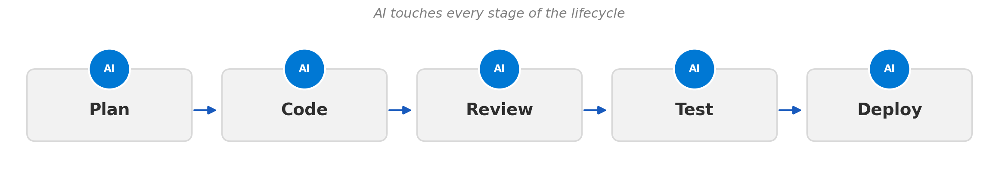 AI touches every stage of the lifecycle
AI
AI
AI
AI
AI
Plan
Code
Review
Test
Deploy